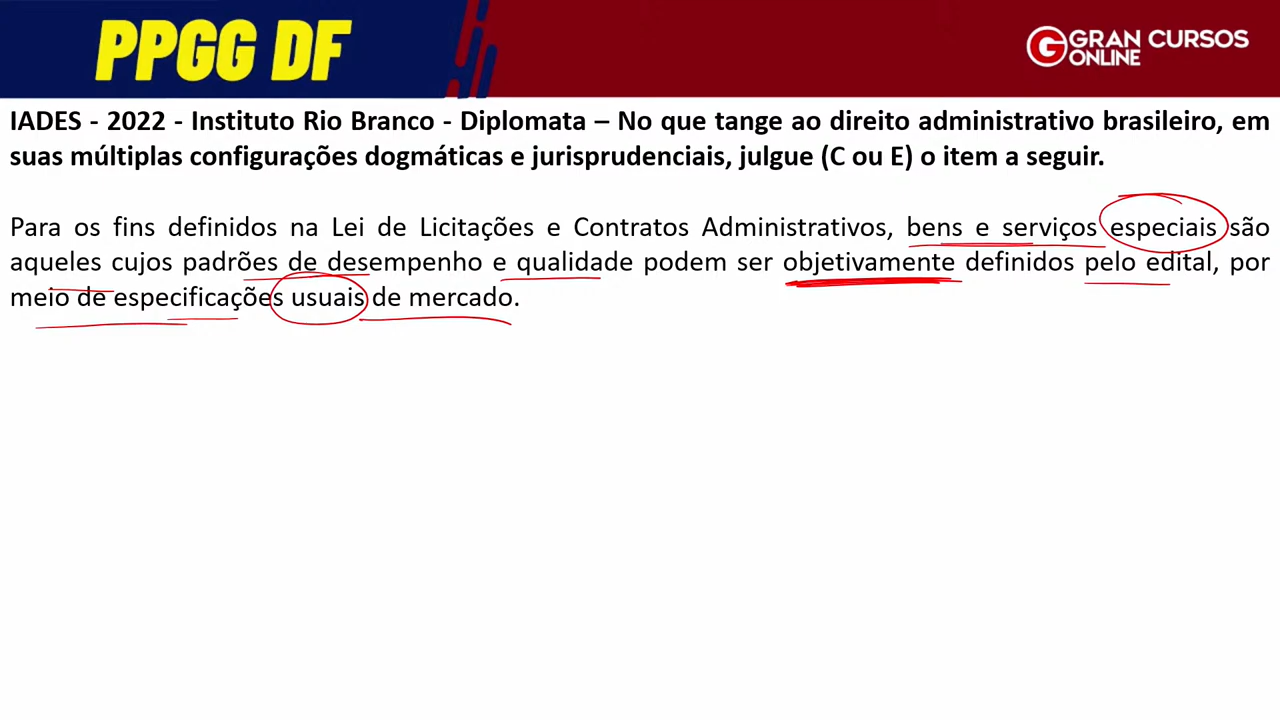 PPGG DF
GRAN CURSOS
ONLINE
IADES - 2022 - Instituto Rio Branco - Diplomata – No que tange ao direito administrativo brasileiro, em
suas múltiplas configurações dogmáticas e jurisprudenciais, julgue (C ou E) o item a seguir.
Para os fins definidos na Lei de Licitações e Contratos Administrativos, bens e serviços especiais são
aqueles cujos padrões de desempenho e qualidade podem ser objetivamente definidos pelo edital, por
meio de especificações usuais de mercado.